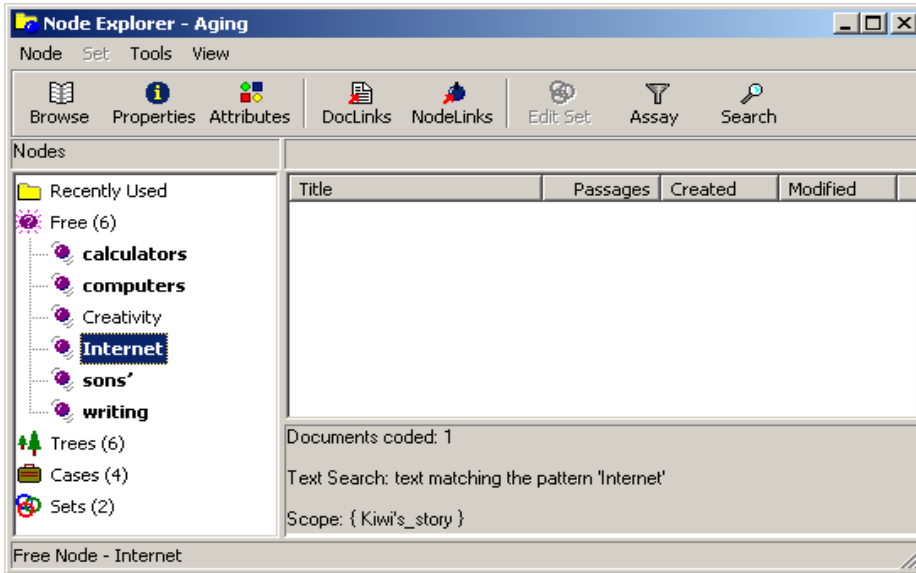 Node Explorer - Aging
Node Set Tools View
Browse Properties Attributes DocLinks NodeLinks Edit Set Assay Search
Nodes
Title Passages Created Modified
Recently Used
Free (6)
calculators
computers
Creativity
Internet
sons’
writing
Trees (6)
Cases (4)
Sets (2)
Documents coded: 1
Text Search: text matching the pattern 'Internet'
Scope: { Kiwi's_story }
Free Node - Internet